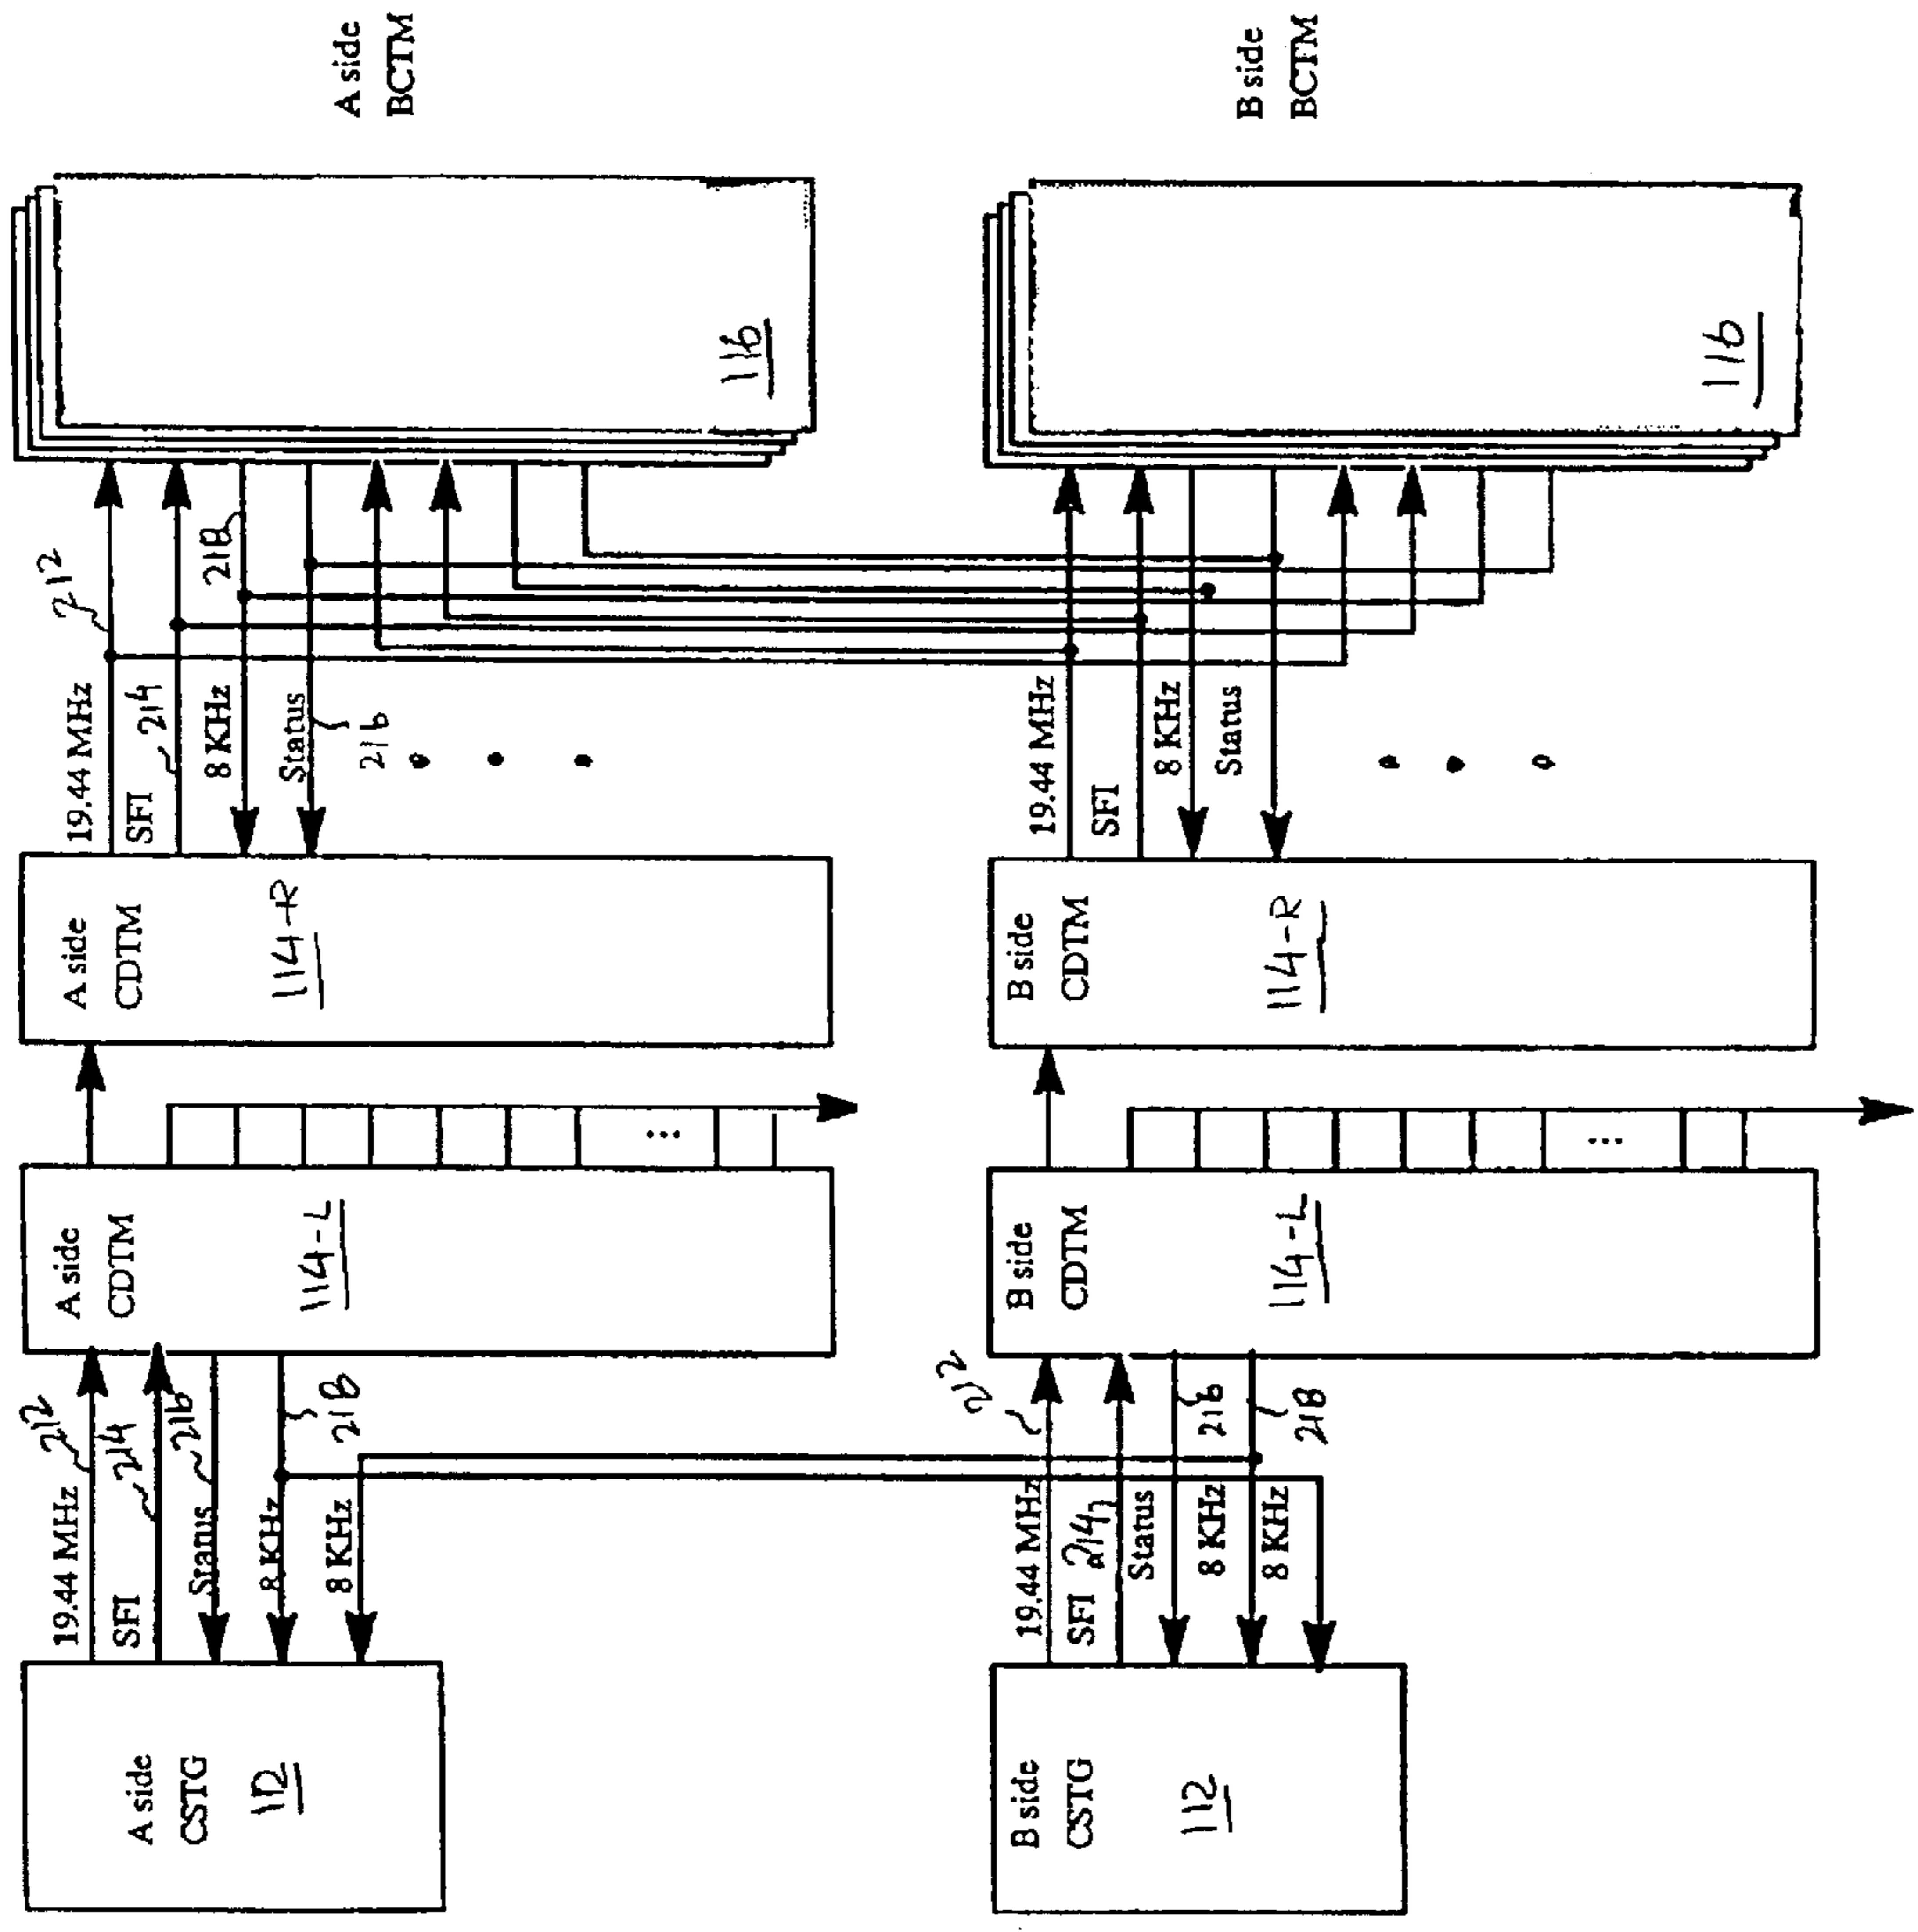 A side
CSTG
112
19.44 MHz
212
SFI
214
Status
216
8 KHz
218
8 KHz
A side
CDTM
114-L
...
A side
CDTM
114-R
19.44 MHz
212
SFI
214
8 KHz
218
Status
216
116
A side
BCTM
B side
CSTG
112
19.44 MHz
212
SFI
214
Status
216
8 KHz
218
8 KHz
B side
CDTM
114-L
...
B side
CDTM
114-R
19.44 MHz
SFI
8 KHz
Status
116
B side
BCTM